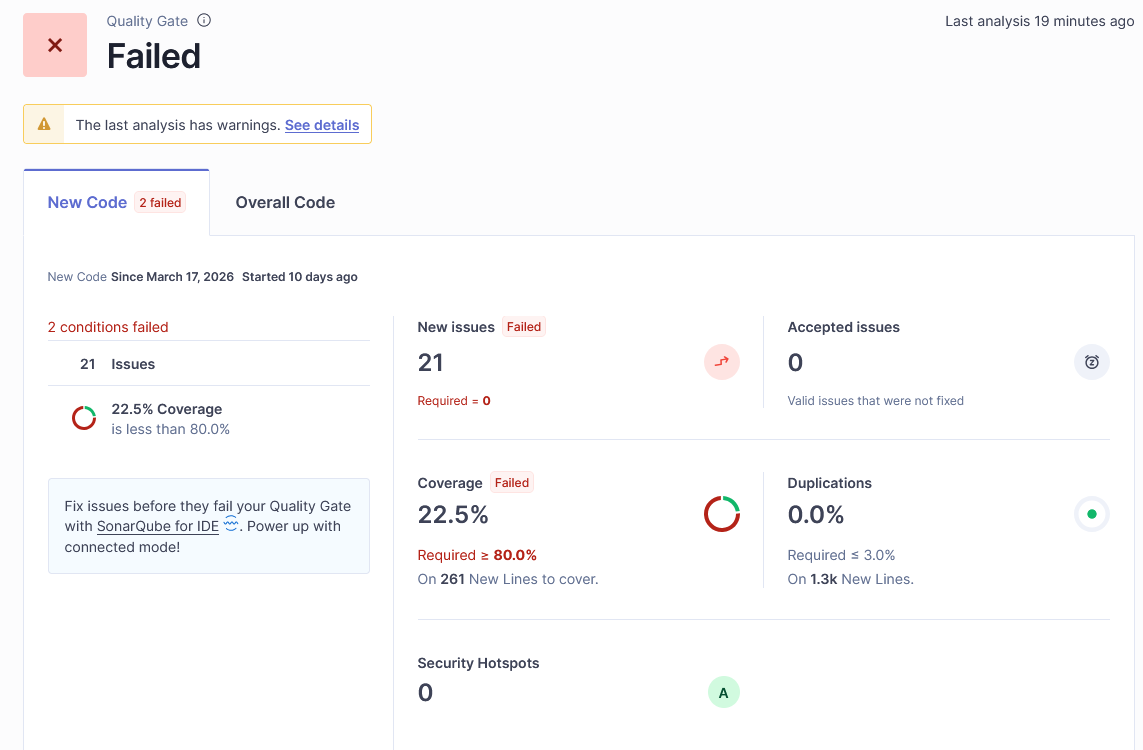 Quality Gate
Last analysis 19 minutes ago
Failed
The last analysis has warnings. See details
New Code 2 failed
Overall Code
New Code Since March 17, 2026 Started 10 days ago
2 conditions failed
21 Issues
22.5% Coverage
is less than 80.0%
Fix issues before they fail your Quality Gate
with SonarQube for IDE. Power up with
connected mode!
New issues Failed
21
Required = 0
Accepted issues
0
Valid issues that were not fixed
Coverage Failed
22.5%
Required ≥ 80.0%
On 261 New Lines to cover.
Duplications
0.0%
Required ≤ 3.0%
On 1.3k New Lines.
Security Hotspots
0
A